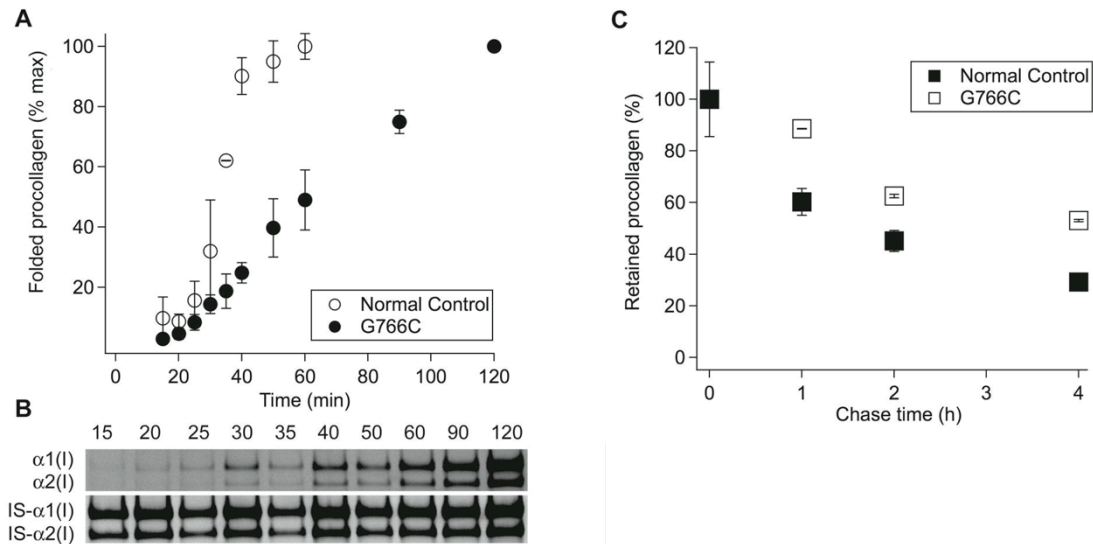 A
Folded procollagen (% max)
100
80
60
40
20
Normal Control
G766C
0 20 40 60 80 100 120
Time (min)
B
15 20 25 30 35 40 50 60 90 120
α1(I)
α2(I)
IS-α1(I)
IS-α2(I)
C
Retained procollagen (%)
120
100
80
60
40
20
0
Normal Control
G766C
0 1 2 3 4
Chase time (h)